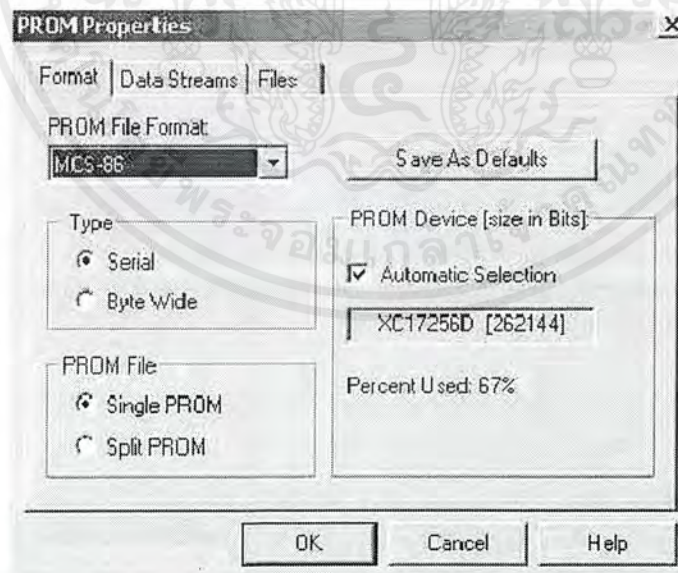 PROM Properties
X
Format
Data Streams
Files
PROM File Format:
MCS-86
Save As Defaults
Type
Serial
Byte Wide
PROM Device [size in Bits]:
Automatic Selection
XC17256D [262144]
Percent Used: 67%
PROM File
Single PROM
Split PROM
OK
Cancel
Help